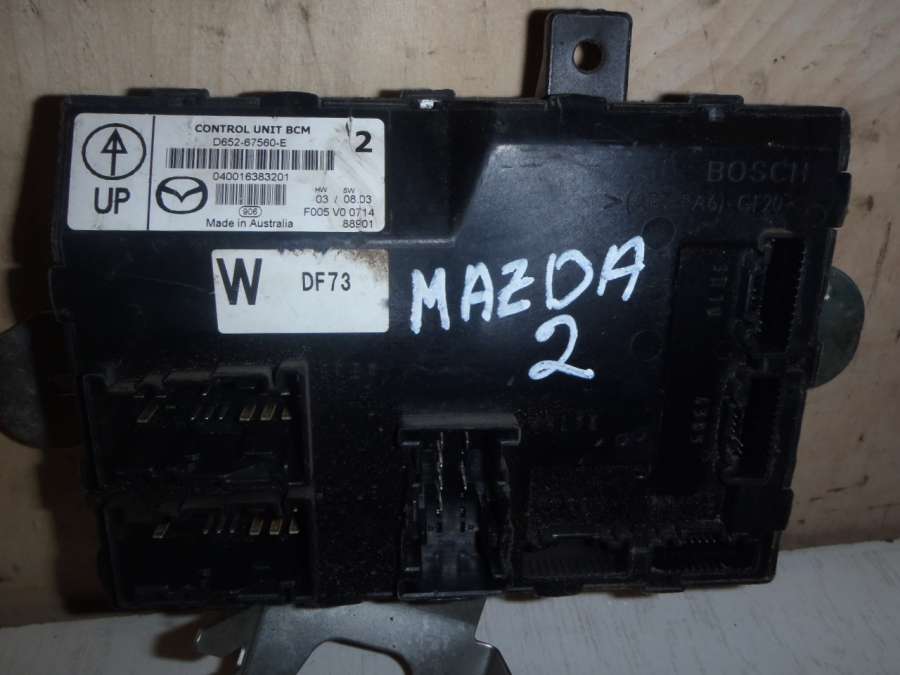 CONTROL UNIT BCM
D652-67560-E
2
040016383201
HW SW
03 / 08.03
906
F005 V0 0714
Made in Australia
88901
UP
BOSCH
W DF73
MAZDA
2